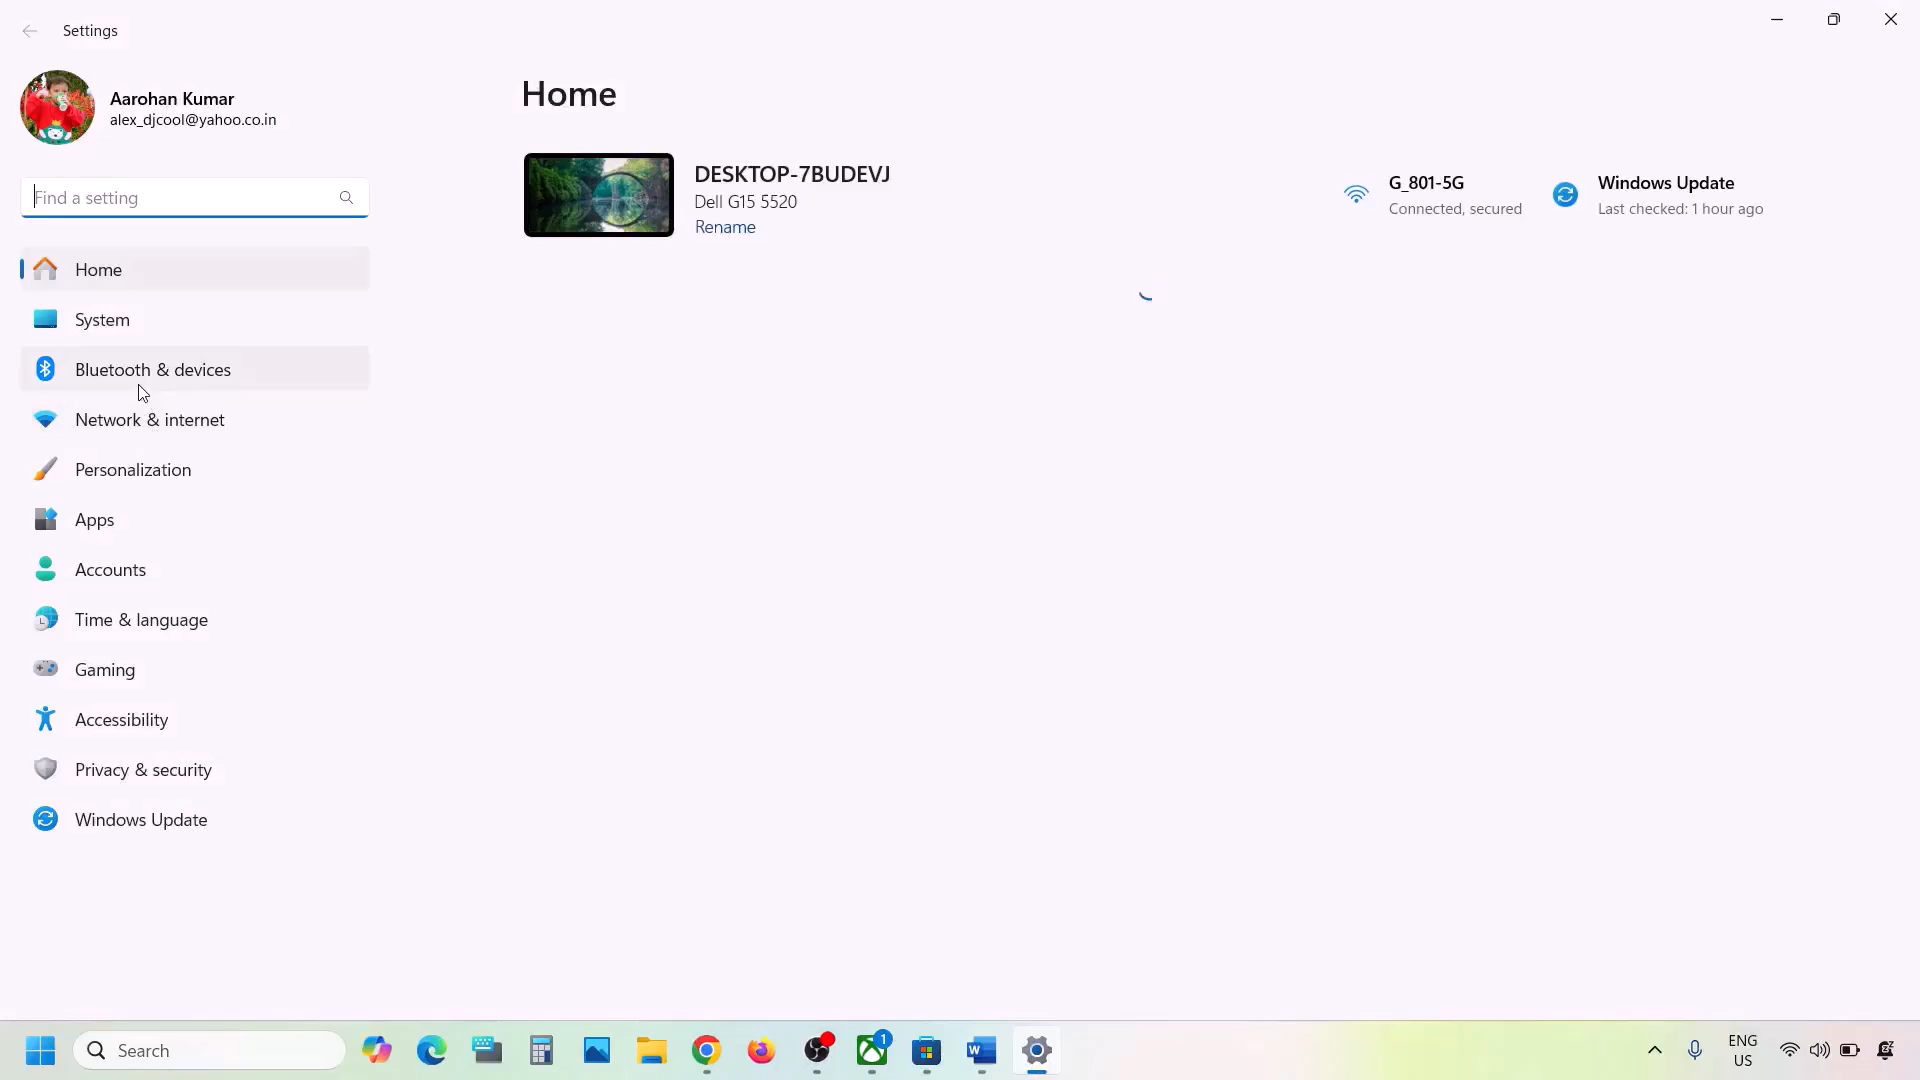 Settings
Aarohan Kumar
alex_djcool@yahoo.co.in
Find a setting
Home
System
Bluetooth & devices
Network & internet
Personalization
Apps
Accounts
Time & language
Gaming
Accessibility
Privacy & security
Windows Update
Home
DESKTOP-7BUDEVJ
Dell G15 5520
Rename
G_801-5G
Connected, secured
Windows Update
Last checked: 1 hour ago
Search
1
ENG
US